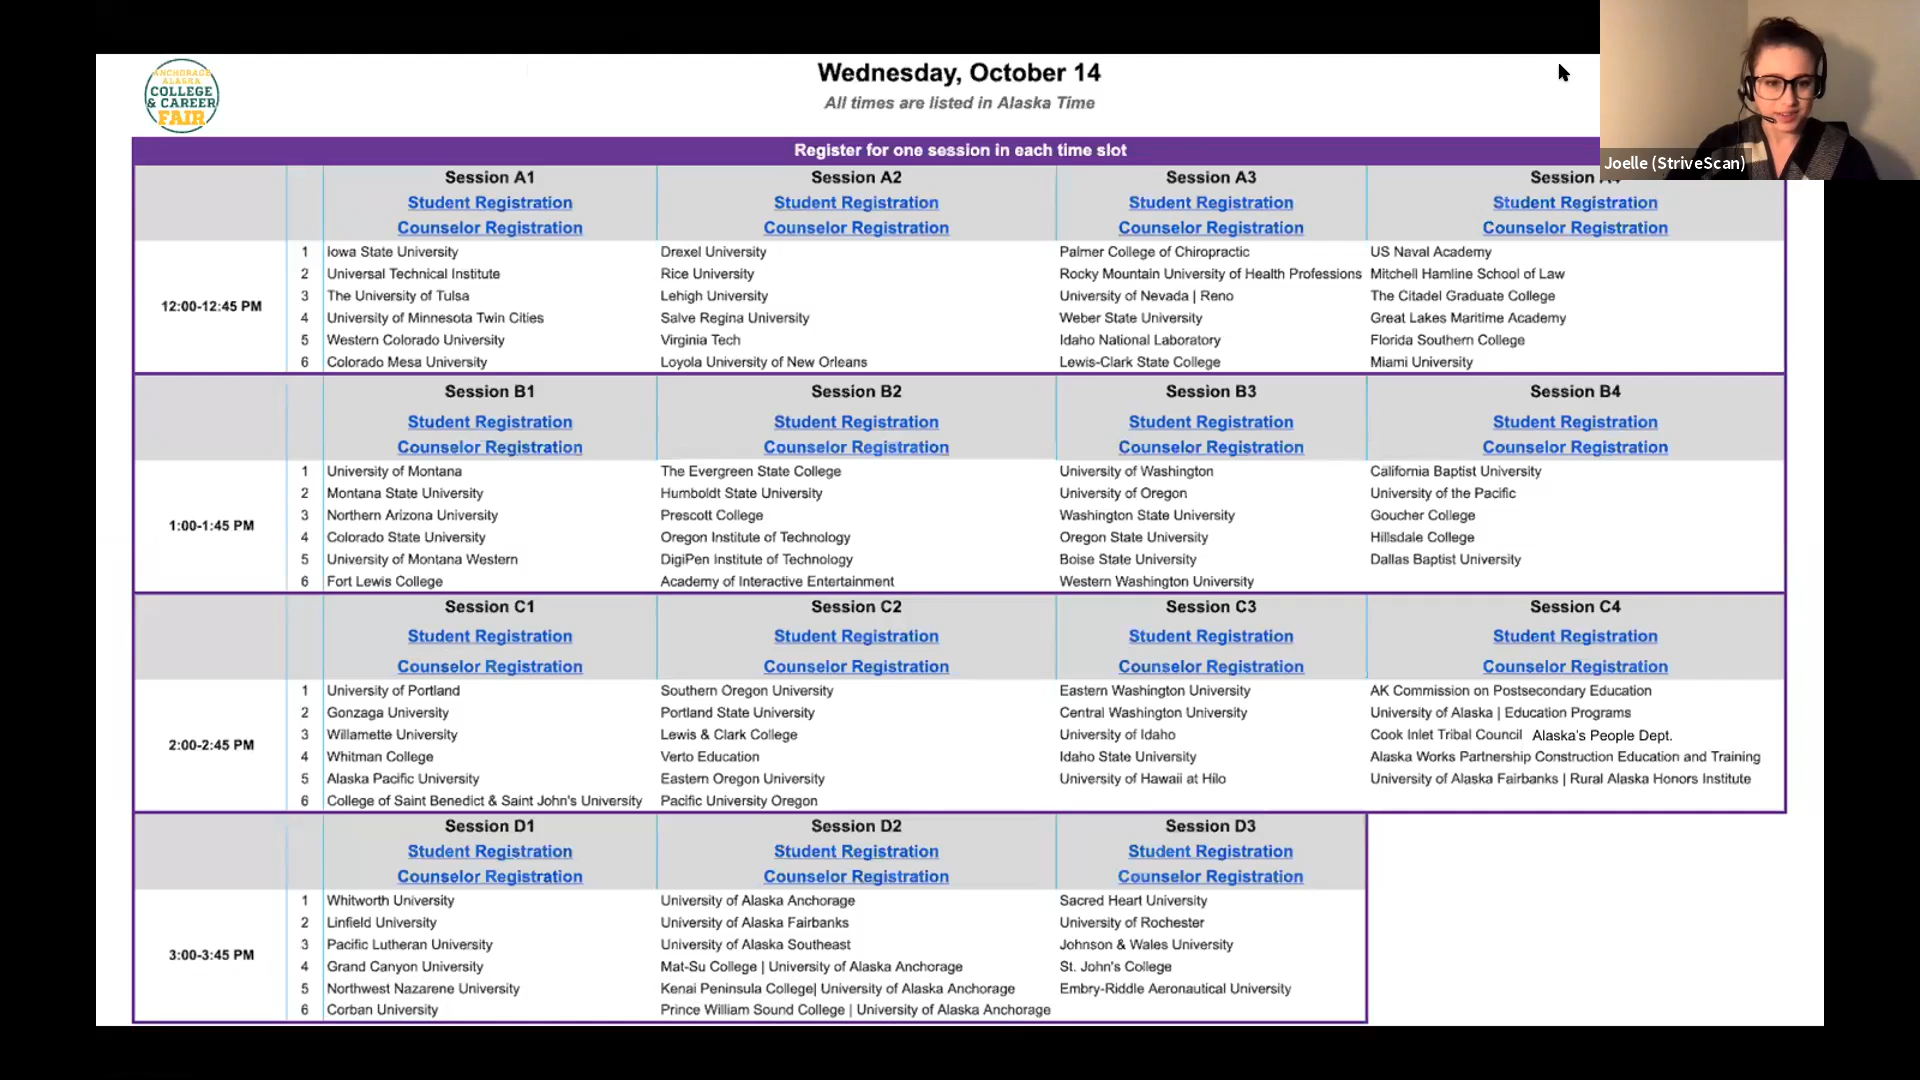 ANCHORAGE
ALASKA
COLLEGE
& CAREER
FAIR
Wednesday, October 14
All times are listed in Alaska Time
Joelle (StriveScan)
Register for one session in each time slot
Session A1 Session A2 Session A3 Session
Student Registration Student Registration Student Registration Student Registration
Counselor Registration Counselor Registration Counselor Registration Counselor Registration
12:00-12:45 PM
1 Iowa State University Drexel University Palmer College of Chiropractic US Naval Academy
2 Universal Technical Institute Rice University Rocky Mountain University of Health Professions Mitchell Hamline School of Law
3 The University of Tulsa Lehigh University University of Nevada | Reno The Citadel Graduate College
4 University of Minnesota Twin Cities Salve Regina University Weber State University Great Lakes Maritime Academy
5 Western Colorado University Virginia Tech Idaho National Laboratory Florida Southern College
6 Colorado Mesa University Loyola University of New Orleans Lewis-Clark State College Miami University
Session B1 Session B2 Session B3 Session B4
Student Registration Student Registration Student Registration Student Registration
Counselor Registration Counselor Registration Counselor Registration Counselor Registration
1:00-1:45 PM
1 University of Montana The Evergreen State College University of Washington California Baptist University
2 Montana State University Humboldt State University University of Oregon University of the Pacific
3 Northern Arizona University Prescott College Washington State University Goucher College
4 Colorado State University Oregon Institute of Technology Oregon State University Hillsdale College
5 University of Montana Western DigiPen Institute of Technology Boise State University Dallas Baptist University
6 Fort Lewis College Academy of Interactive Entertainment Western Washington University
Session C1 Session C2 Session C3 Session C4
Student Registration Student Registration Student Registration Student Registration
Counselor Registration Counselor Registration Counselor Registration Counselor Registration
2:00-2:45 PM
1 University of Portland Southern Oregon University Eastern Washington University AK Commission on Postsecondary Education
2 Gonzaga University Portland State University Central Washington University University of Alaska | Education Programs
3 Willamette University Lewis & Clark College University of Idaho Cook Inlet Tribal Council Alaska's People Dept.
4 Whitman College Verto Education Idaho State University Alaska Works Partnership Construction Education and Training
5 Alaska Pacific University Eastern Oregon University University of Hawaii at Hilo University of Alaska Fairbanks | Rural Alaska Honors Institute
6 College of Saint Benedict & Saint John's University Pacific University Oregon
Session D1 Session D2 Session D3
Student Registration Student Registration Student Registration
Counselor Registration Counselor Registration Counselor Registration
3:00-3:45 PM
1 Whitworth University University of Alaska Anchorage Sacred Heart University
2 Linfield University University of Alaska Fairbanks University of Rochester
3 Pacific Lutheran University University of Alaska Southeast Johnson & Wales University
4 Grand Canyon University Mat-Su College | University of Alaska Anchorage St. John's College
5 Northwest Nazarene University Kenai Peninsula College| University of Alaska Anchorage Embry-Riddle Aeronautical University
6 Corban University Prince William Sound College | University of Alaska Anchorage